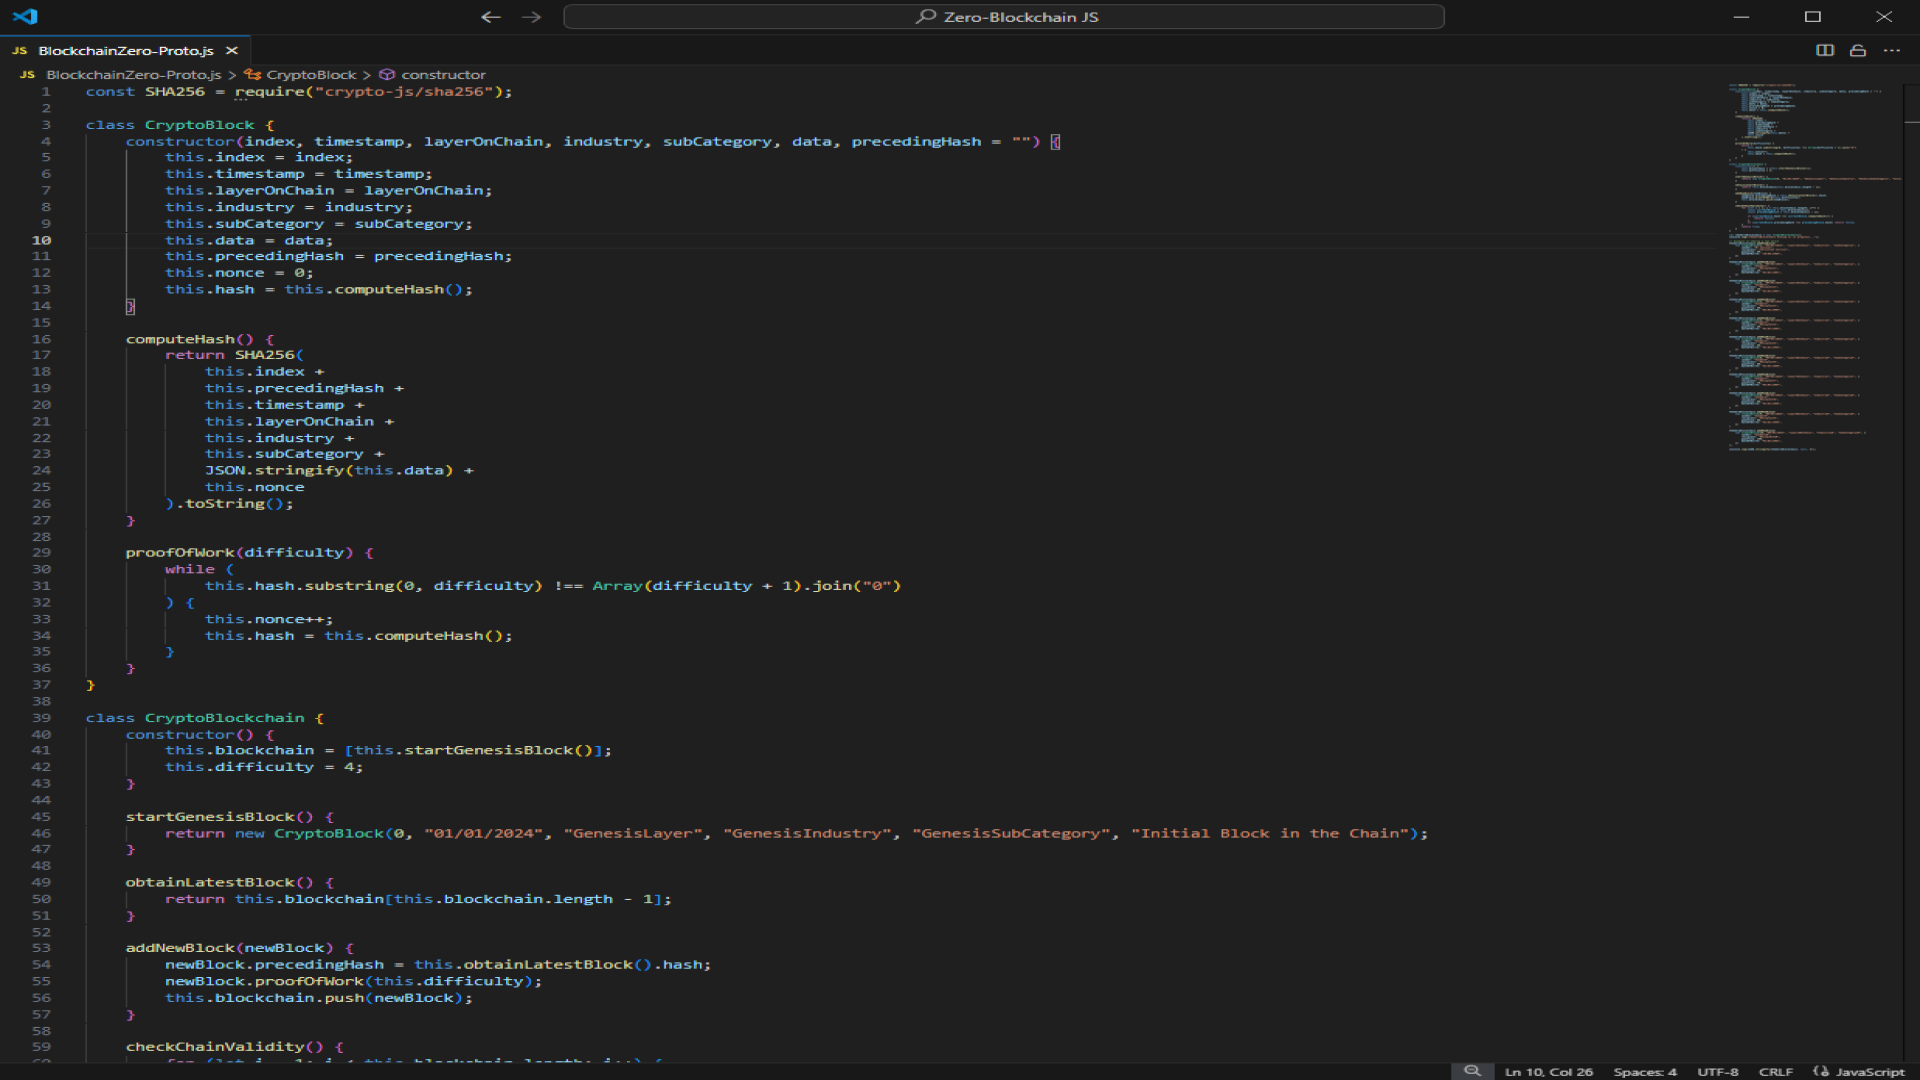 Zero-Blockchain JS
JS BlockchainZero-Proto.js
JS BlockchainZero-Proto.js > CryptoBlock > constructor
1 const SHA256 = require("crypto-js/sha256");
2
3 class CryptoBlock {
4 constructor(index, timestamp, layerOnChain, industry, subCategory, data, precedingHash = "") {
5 this.index = index;
6 this.timestamp = timestamp;
7 this.layerOnChain = layerOnChain;
8 this.industry = industry;
9 this.subCategory = subCategory;
10 this.data = data;
11 this.precedingHash = precedingHash;
12 this.nonce = 0;
13 this.hash = this.computeHash();
14 }
15
16 computeHash() {
17 return SHA256(
18 this.index +
19 this.precedingHash +
20 this.timestamp +
21 this.layerOnChain +
22 this.industry +
23 this.subCategory +
24 JSON.stringify(this.data) +
25 this.nonce
26 ).toString();
27 }
28
29 proofOfWork(difficulty) {
30 while (
31 this.hash.substring(0, difficulty) !== Array(difficulty + 1).join("0")
32 ) {
33 this.nonce++;
34 this.hash = this.computeHash();
35 }
36 }
37 }
38
39 class CryptoBlockchain {
40 constructor() {
41 this.blockchain = [this.startGenesisBlock()];
42 this.difficulty = 4;
43 }
44
45 startGenesisBlock() {
46 return new CryptoBlock(0, "01/01/2024", "GenesisLayer", "GenesisIndustry", "GenesisSubCategory", "Initial Block in the Chain");
47 }
48
49 obtainLatestBlock() {
50 return this.blockchain[this.blockchain.length - 1];
51 }
52
53 addNewBlock(newBlock) {
54 newBlock.precedingHash = this.obtainLatestBlock().hash;
55 newBlock.proofOfWork(this.difficulty);
56 this.blockchain.push(newBlock);
57 }
58
59 checkChainValidity() {
Ln 10, Col 26 Spaces: 4 UTF-8 CRLF JavaScript